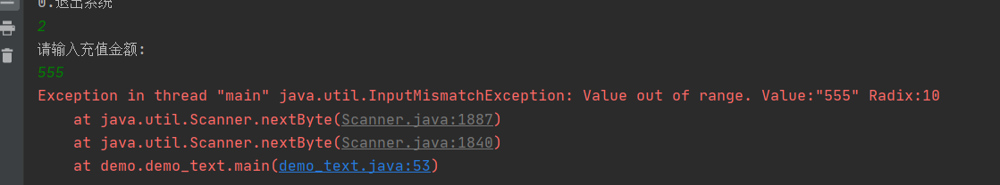 0.退出系统
2
请输入充值金额:
555
Exception in thread "main" java.util.InputMismatchException: Value out of range. Value:"555" Radix:10
at java.util.Scanner.nextByte(Scanner.java:1887)
at java.util.Scanner.nextByte(Scanner.java:1840)
at demo.demo_text.main(demo_text.java:53)